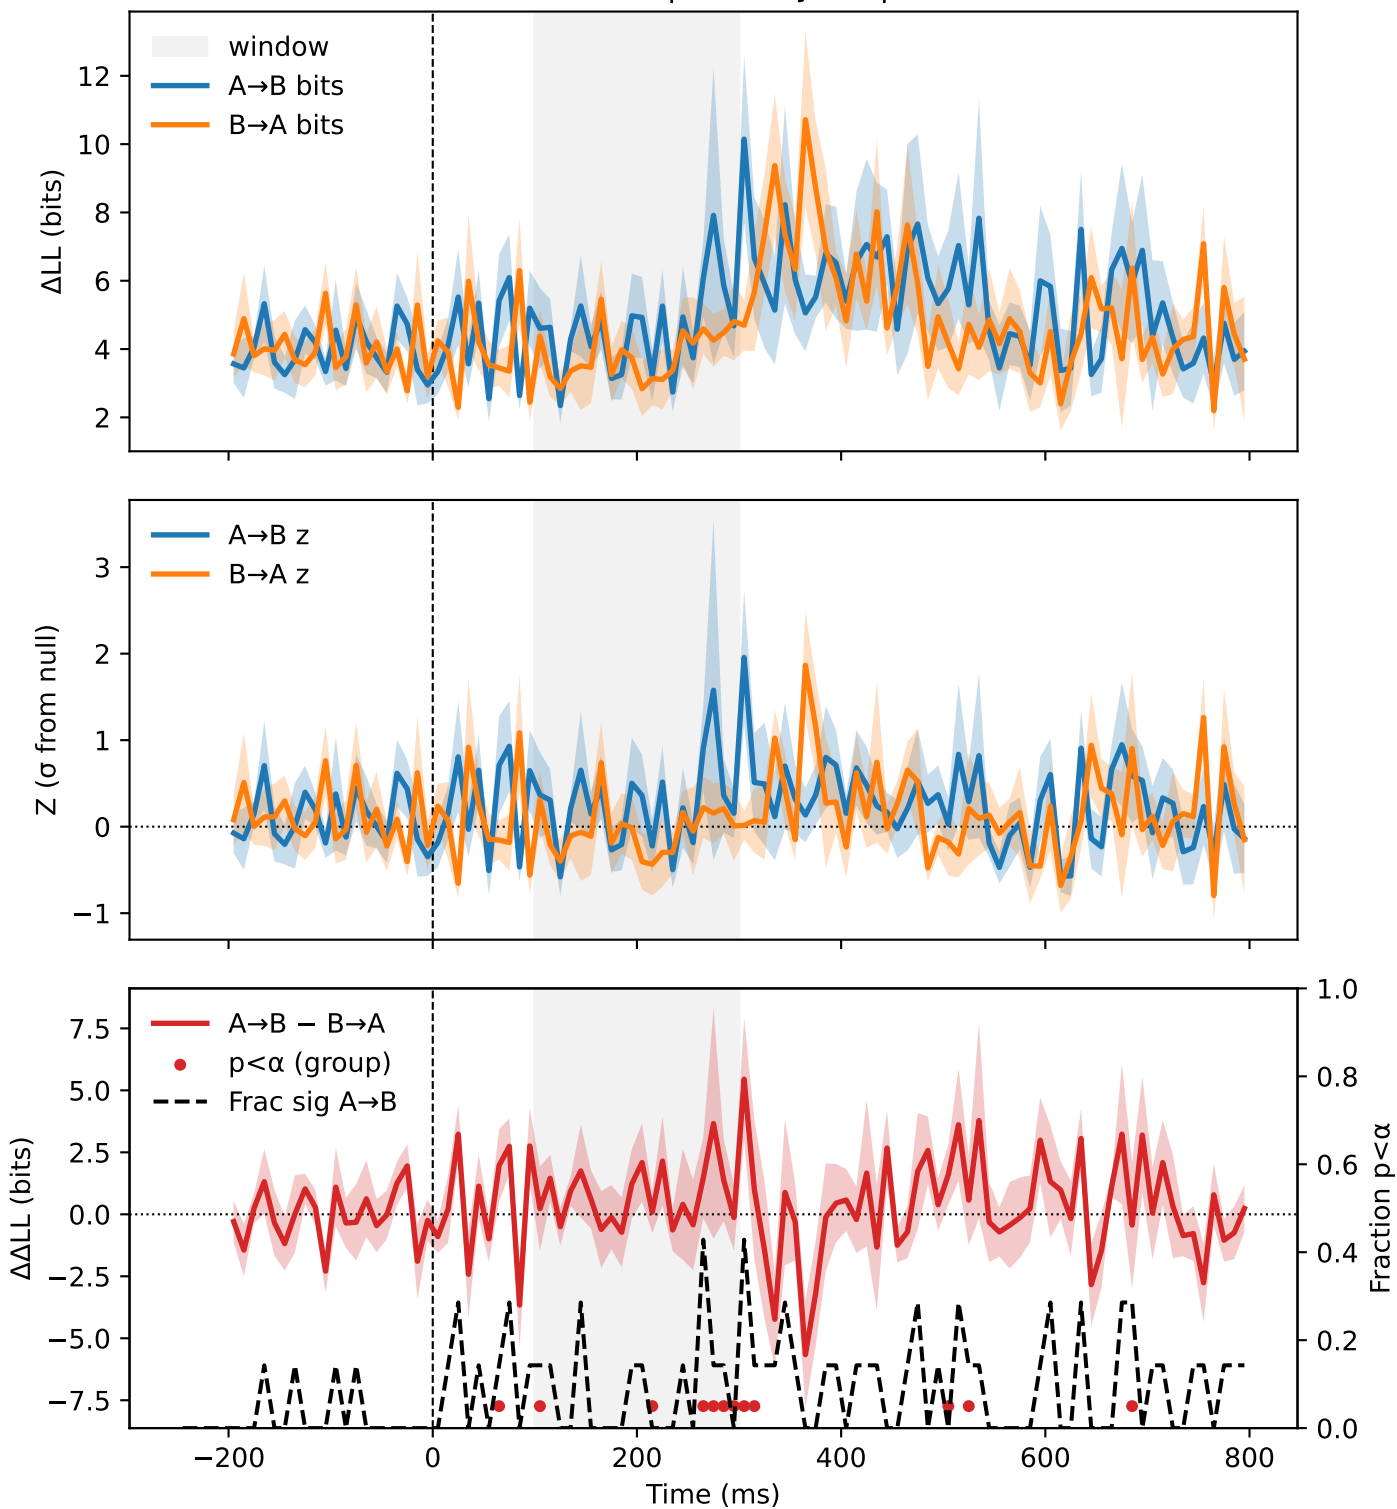 window
A→B bits
B→A bits
12
10
8
6
4
2
ΔLL (bits)
A→B z
B→A z
3
2
1
0
−1
Z (σ from null)
A→B − B→A
p<α (group)
Frac sig A→B
7.5
5.0
2.5
0.0
−2.5
−5.0
−7.5
ΔΔLL (bits)
1.0
0.8
0.6
0.4
0.2
0.0
Fraction p<α
−200
0
200
400
600
800
Time (ms)